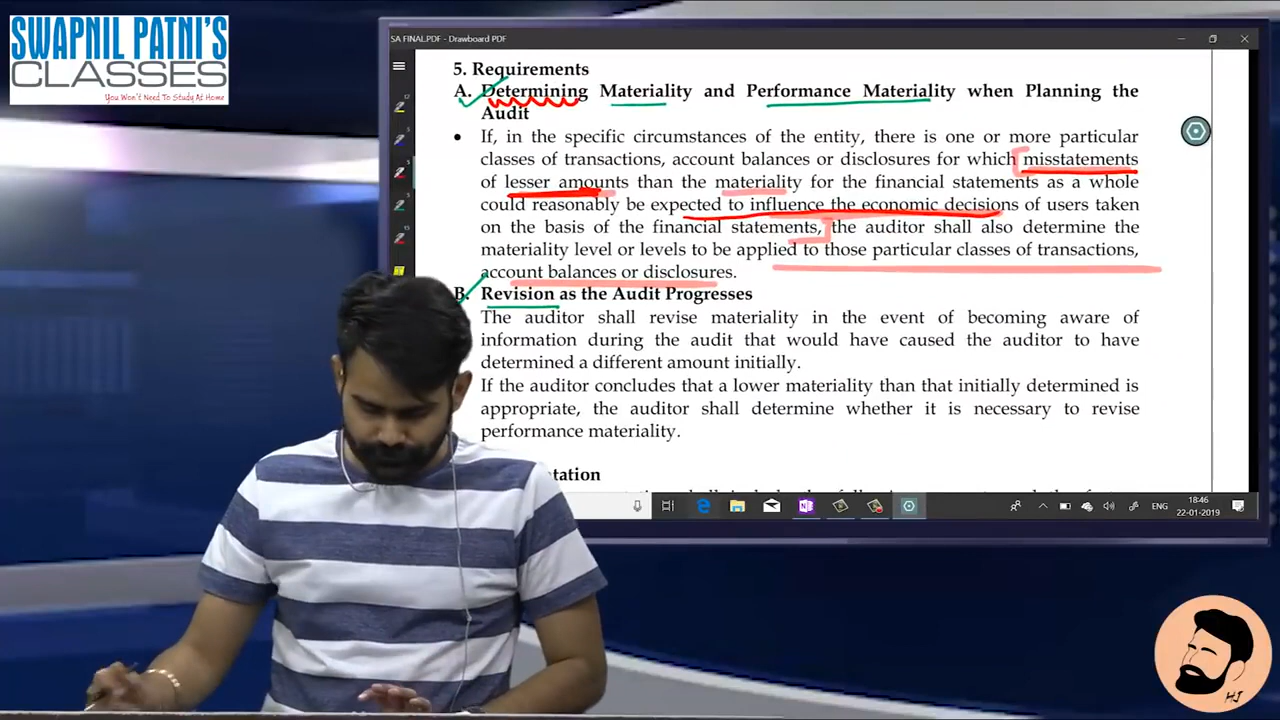 SWAPNIL PATNI'S
CLASSES
You Won't Need To Study At Home
SA FINAL.PDF - Drawboard PDF
5. Requirements
A. Determining Materiality and Performance Materiality when Planning the
Audit
• If, in the specific circumstances of the entity, there is one or more particular
classes of transactions, account balances or disclosures for which misstatements
of lesser amounts than the materiality for the financial statements as a whole
could reasonably be expected to influence the economic decisions of users taken
on the basis of the financial statements, the auditor shall also determine the
materiality level or levels to be applied to those particular classes of transactions,
account balances or disclosures.
B. Revision as the Audit Progresses
The auditor shall revise materiality in the event of becoming aware of
information during the audit that would have caused the auditor to have
determined a different amount initially.
If the auditor concludes that a lower materiality than that initially determined is
appropriate, the auditor shall determine whether it is necessary to revise
performance materiality.
ntation
ENG
18:46
22-01-2019
HJ